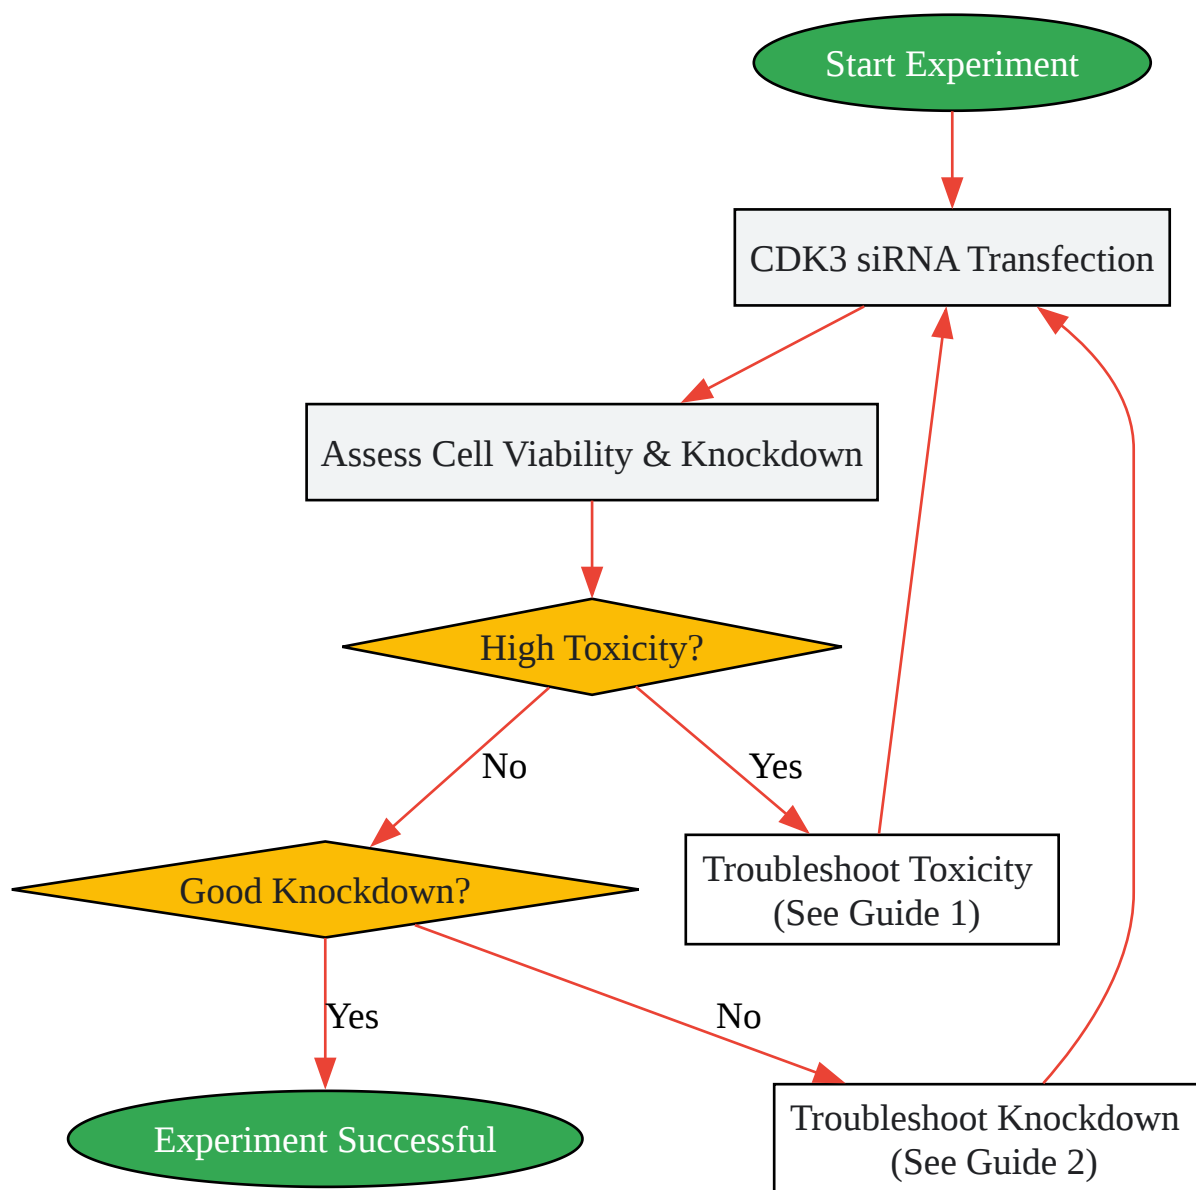 Start Experiment
CDK3 siRNA Transfection
Assess Cell Viability & Knockdown
High Toxicity?
No
Yes
Good Knockdown?
Troubleshoot Toxicity
(See Guide 1)
Yes
No
Experiment Successful
Troubleshoot Knockdown
(See Guide 2)